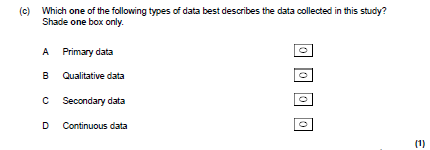 (c) Which one of the following types of data best describes the data collected in this study?
Shade one box only.
A Primary data
B Qualitative data
C Secondary data
D Continuous data
(1)